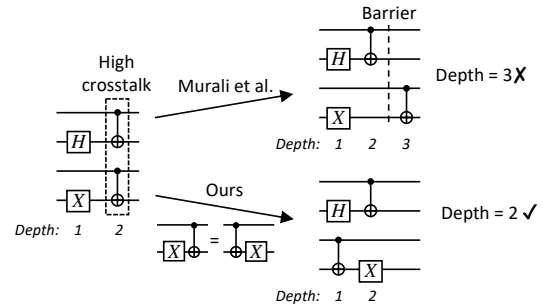 High
crosstalk
H
X
Depth: 1 2
Murali et al.
Ours
X = X
Barrier
H
X
Depth: 1 2 3
Depth = 3✗
H
X
Depth: 1 2
Depth = 2 ✓